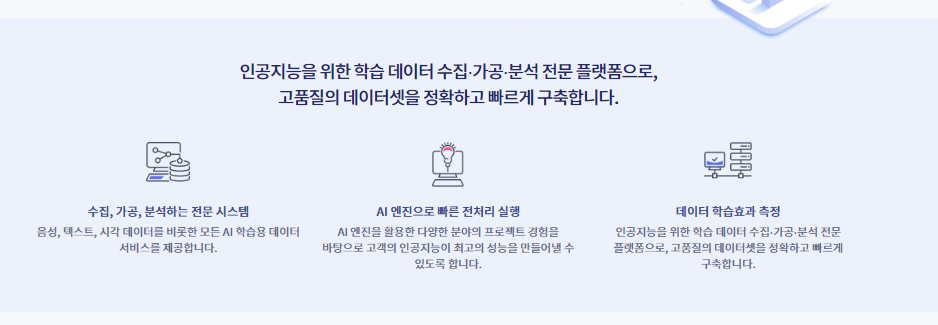 인공지능을 위한 학습 데이터 수집·가공·분석 전문 플랫폼으로,
고품질의 데이터셋을 정확하고 빠르게 구축합니다.
수집, 가공, 분석하는 전문 시스템
음성, 텍스트, 시각 데이터를 비롯한 모든 AI 학습용 데이터
서비스를 제공합니다.
AI 엔진으로 빠른 전처리 실행
AI 엔진을 활용한 다양한 분야의 프로젝트 경험을
바탕으로 고객의 인공지능이 최고의 성능을 만들어낼 수
있도록 합니다.
데이터 학습효과 측정
인공지능을 위한 학습 데이터 수집·가공·분석 전문
플랫폼으로, 고품질의 데이터셋을 정확하고 빠르게
구축합니다.